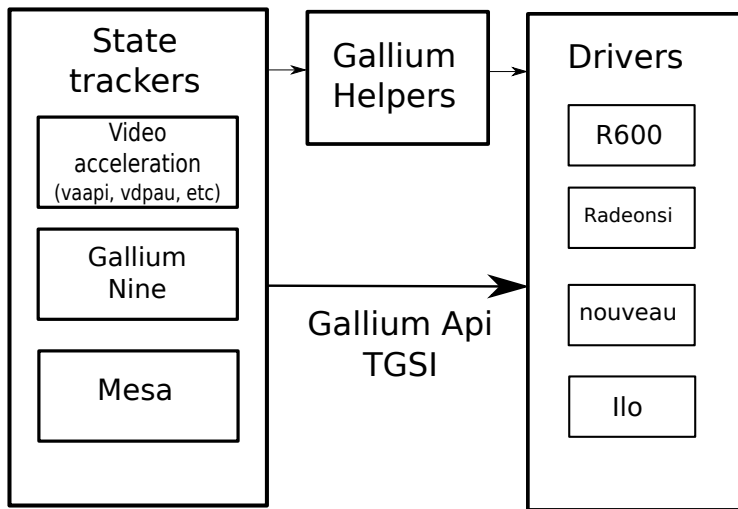 State
trackers
Video
acceleration
(vaapi, vdpau, etc)
Gallium
Nine
Mesa
Gallium
Helpers
Gallium Api
TGSI
Drivers
R600
Radeonsi
nouveau
Ilo